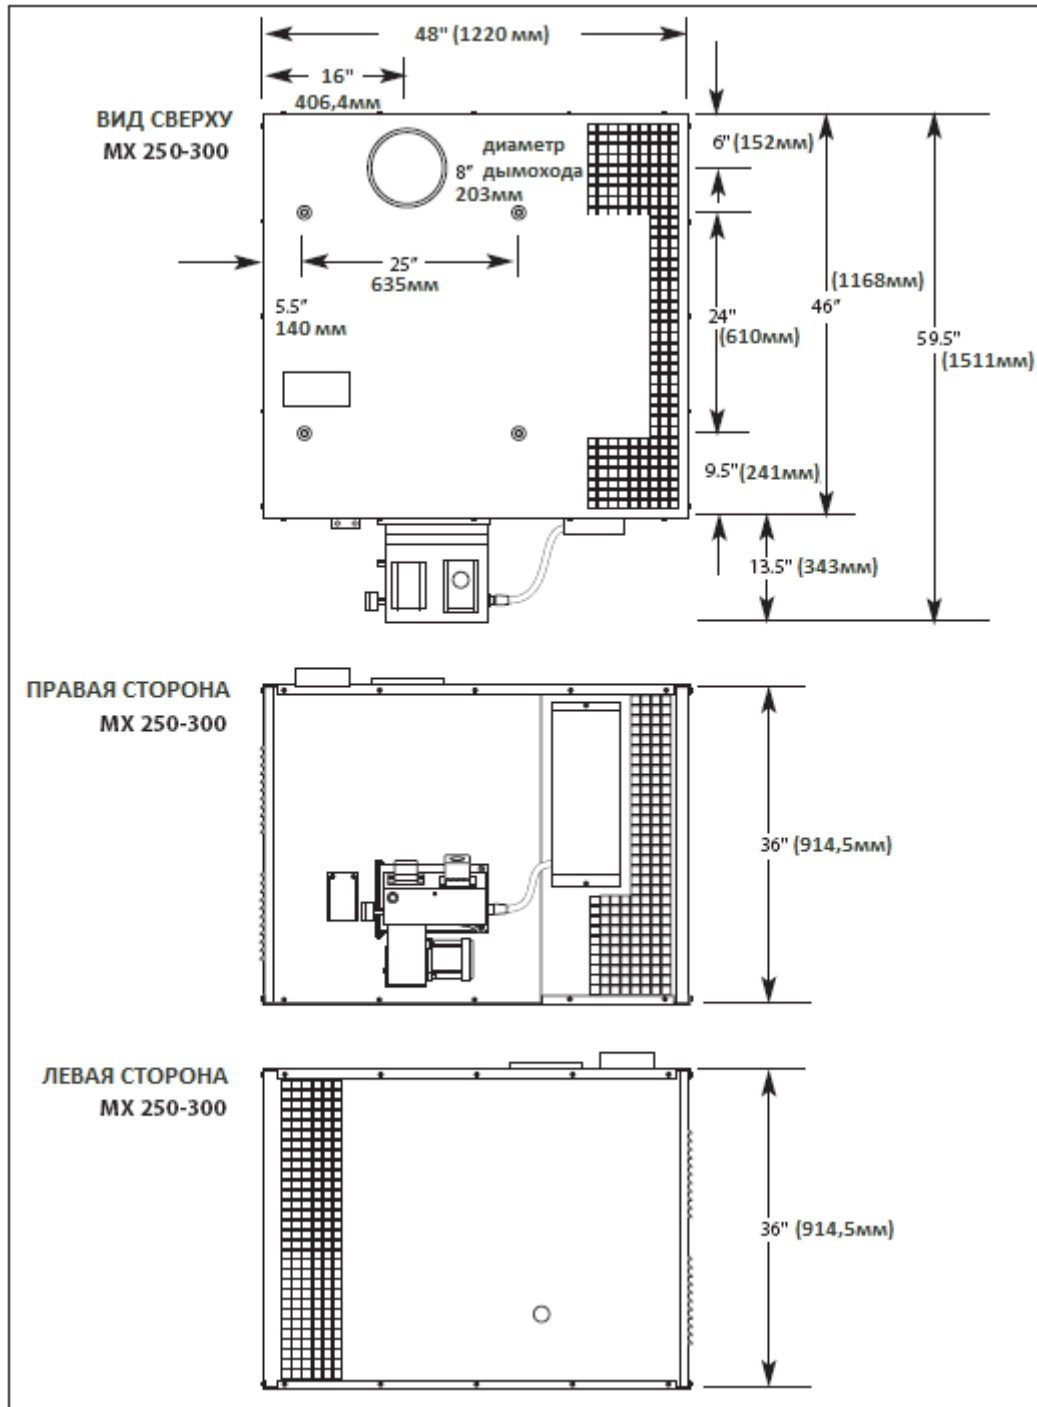 48" (1220 мм)
16"
406,4мм
ВИД СВЕРХУ
MX 250-300
диаметр
8" дымохода
203мм
6" (152мм)
25"
635мм
5.5"
140 мм
(1168мм)
46"
24"
(610мм)
59.5"
(1511мм)
9.5" (241мм)
13.5" (343мм)
ПРАВАЯ СТОРОНА
MX 250-300
36" (914,5мм)
ЛЕВАЯ СТОРОНА
MX 250-300
36" (914,5мм)